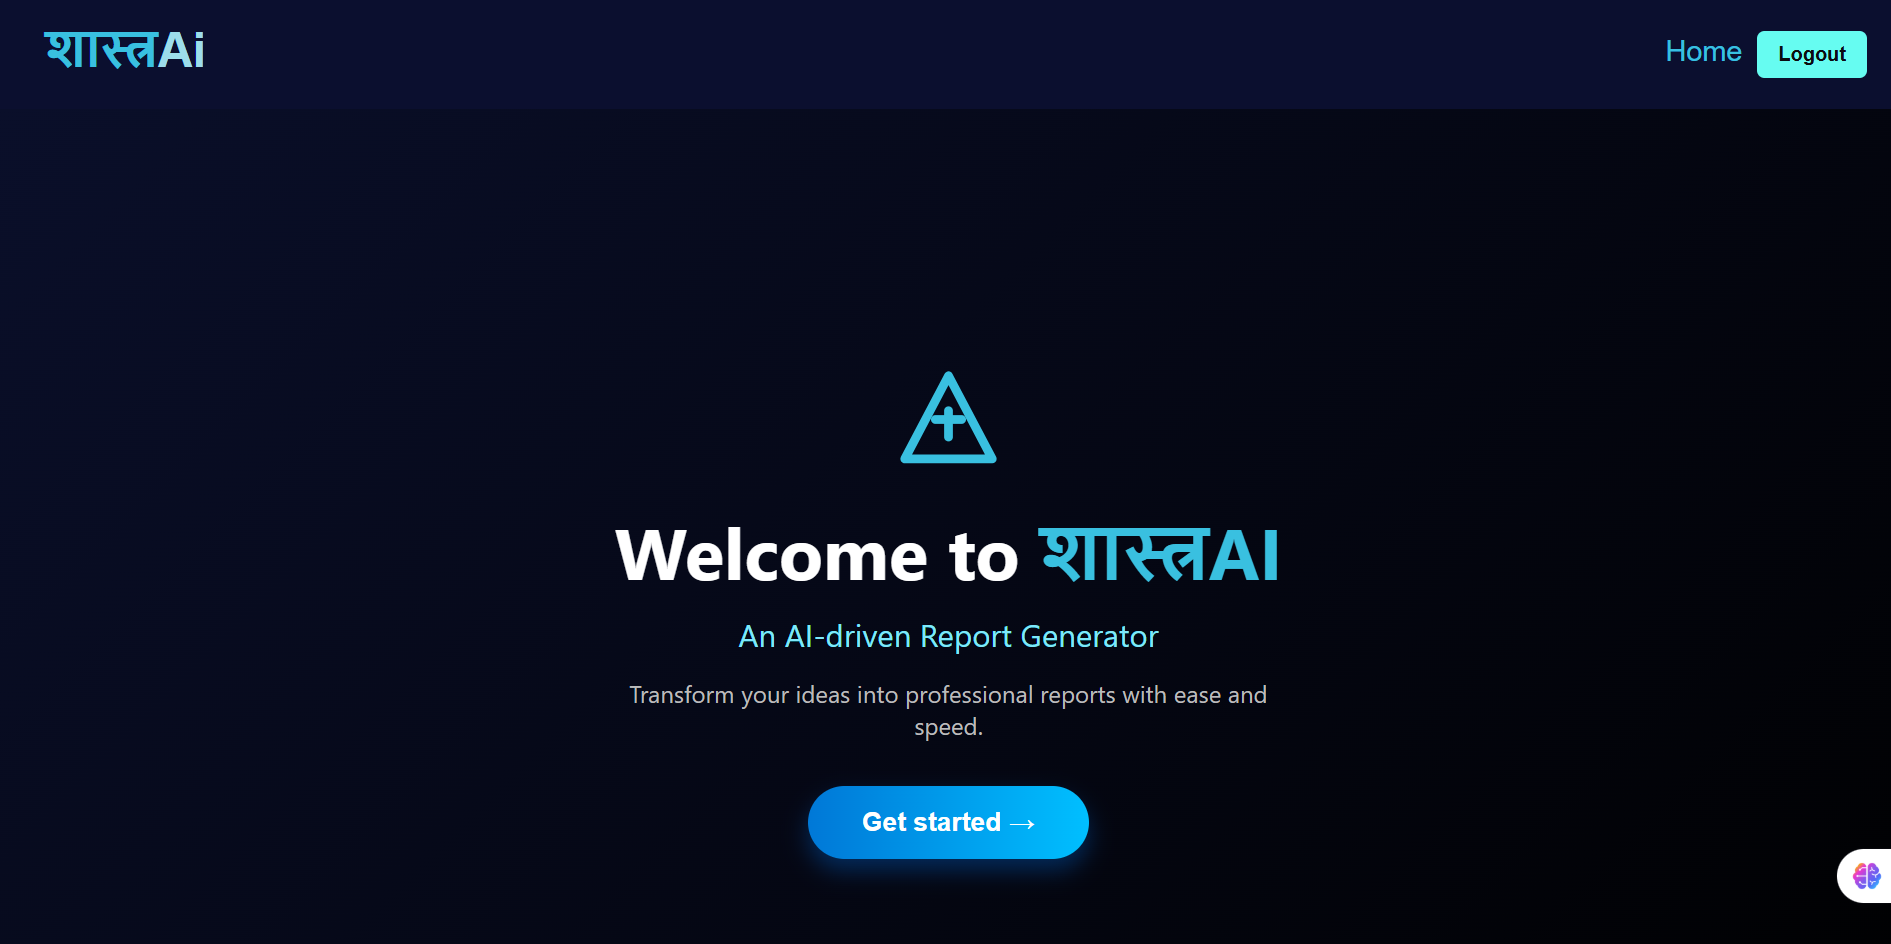 शास्त्रAi
Home
Logout
Welcome to शास्त्रAI
An AI-driven Report Generator
Transform your ideas into professional reports with ease and
speed.
Get started →